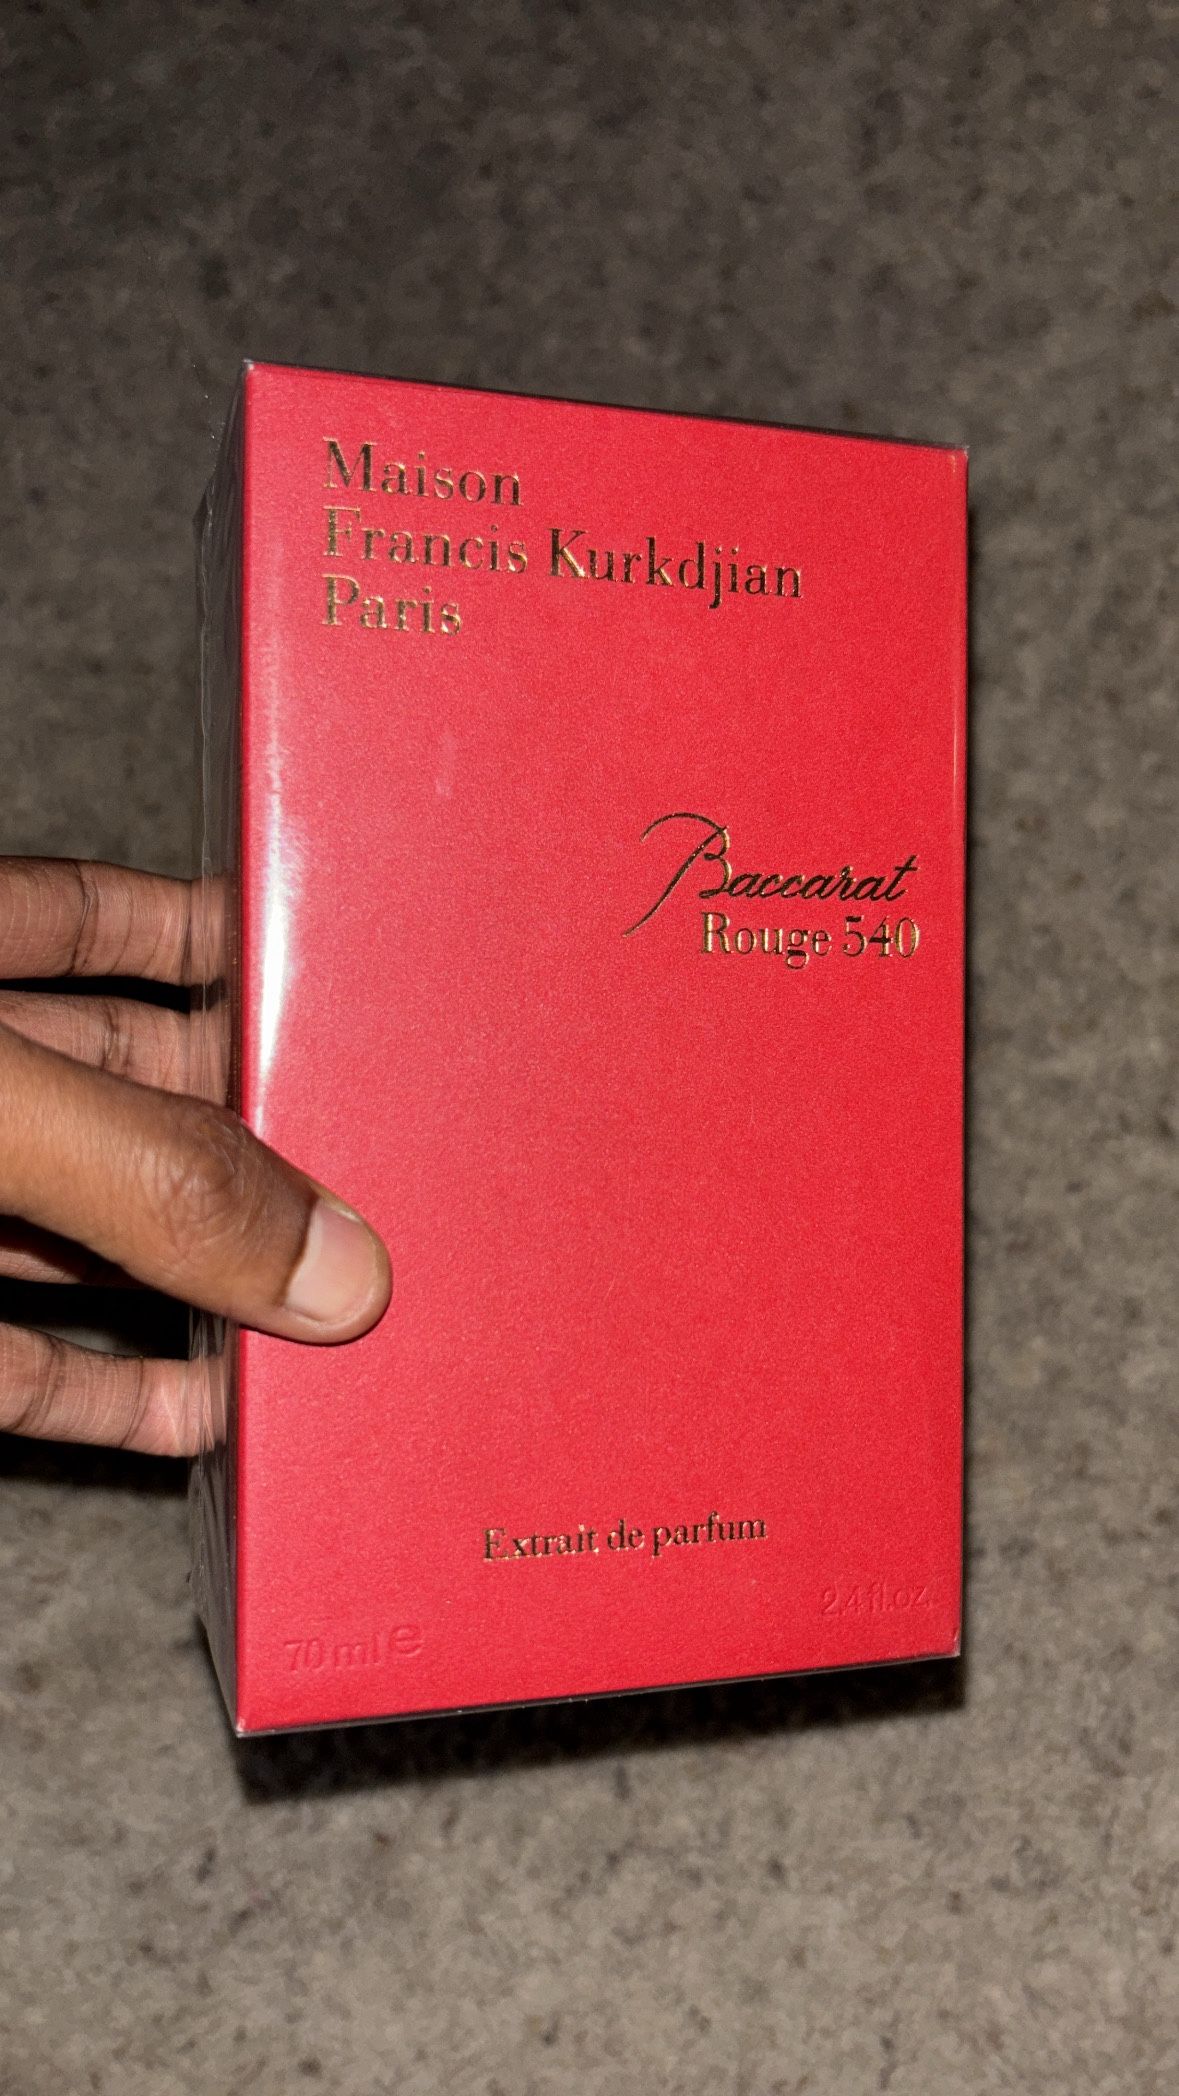 Maison
Francis Kurkdjian
Paris
Baccarat
Rouge 540
Extrait de parfum
70 ml ℮
2.4 fl.oz.